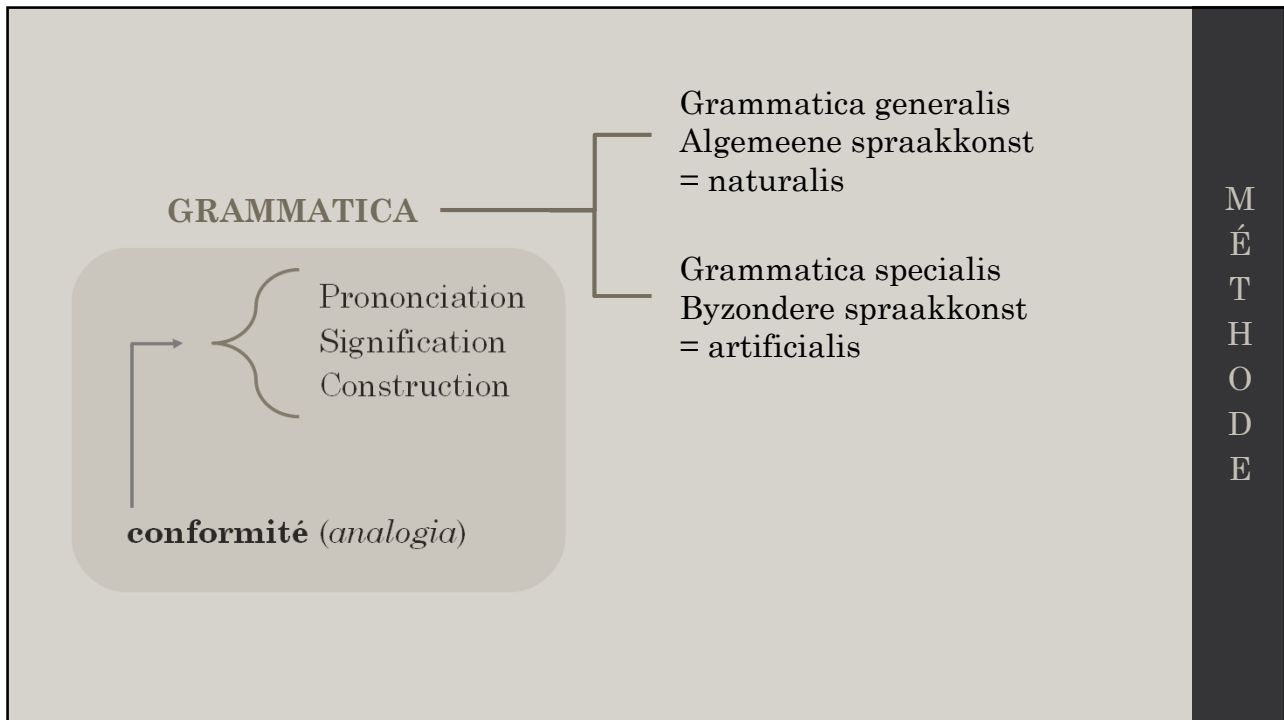 GRAMMATICA
Grammatica generalis
Algemeene spraakkonst
= naturalis
Grammatica specialis
Byzondere spraakkonst
= artificialis
Prononciation
Signification
Construction
conformité (analogia)
M
É
T
H
O
D
E